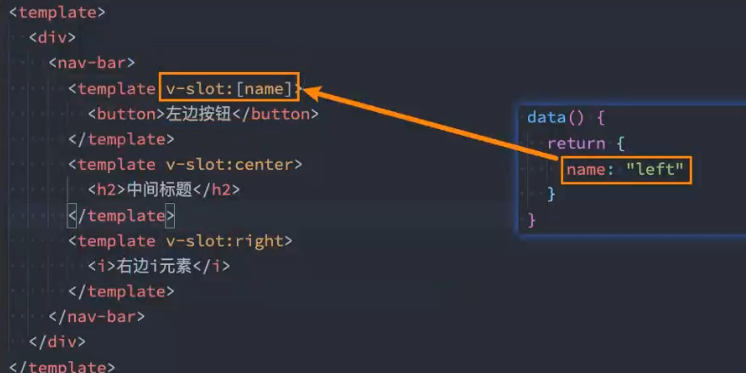 <template>
<div>
<nav-bar>
<template v-slot:[name]>
<button>左边按钮</button>
</template>
<template v-slot:center>
<h2>中间标题</h2>
</template>
<template v-slot:right>
<i>右边i元素</i>
</template>
</nav-bar>
</div>
</template>
data() {
return {
name: "left"
}
}